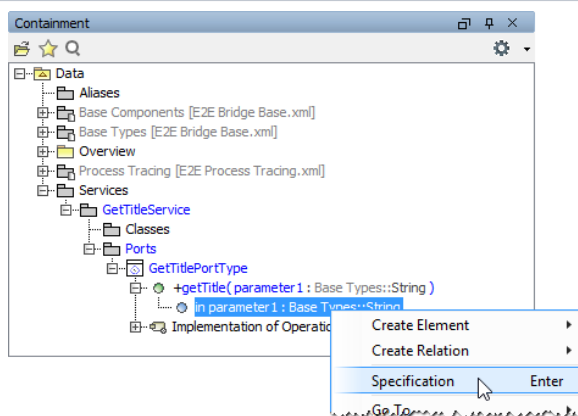 Containment
Data
Aliases
Base Components [E2E Bridge Base.xml]
Base Types [E2E Bridge Base.xml]
Overview
Process Tracing [E2E Process Tracing.xml]
Services
GetTitleService
Classes
Ports
GetTitlePortType
+getTitle( parameter1 : Base Types::String )
in parameter1 : Base Types::String
Implementation of Operatio
Create Element
Create Relation
Specification Enter
Go To